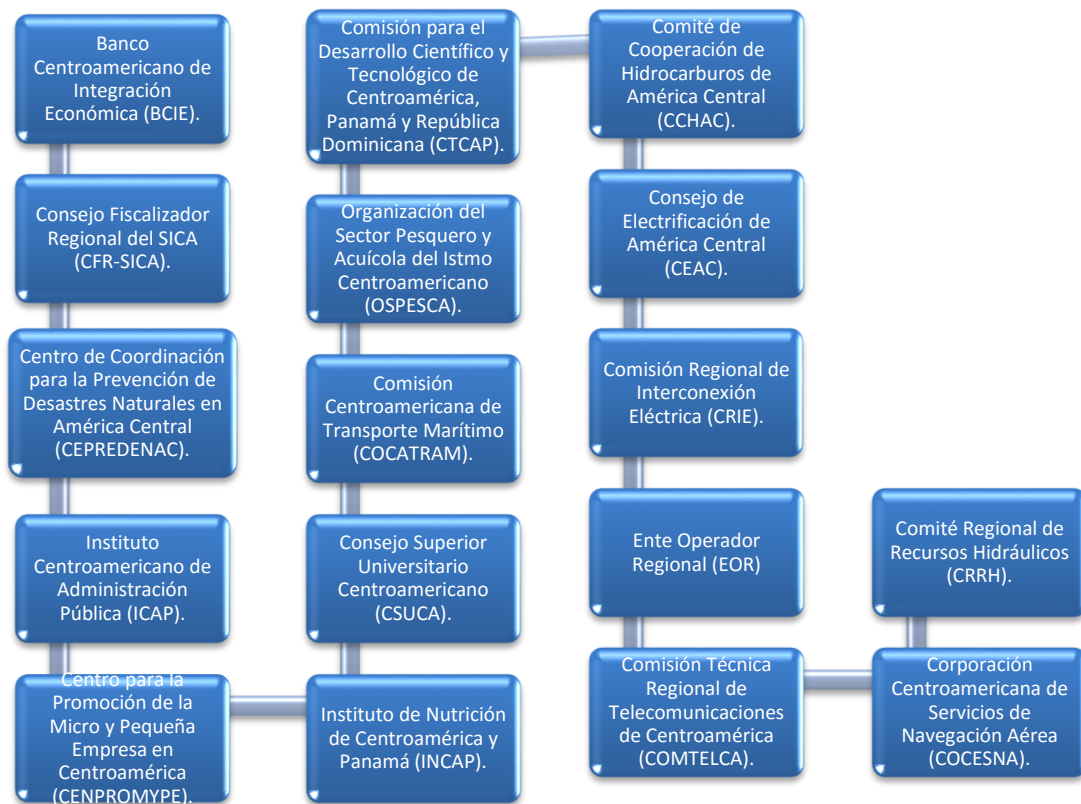 Banco
Centroamericano de
Integración
Económica (BCIE).
Consejo Fiscalizador
Regional del SICA
(CFR-SICA).
Centro de Coordinación
para la Prevención de
Desastres Naturales en
América Central
(CEPREDENAC).
Instituto
Centroamericano de
Administración
Pública (ICAP).
Centro para la
Promoción de la
Micro y Pequeña
Empresa en
Centroamérica
(CENPROMYPE).
Instituto de Nutrición
de Centroamérica y
Panamá (INCAP).
Consejo Superior
Universitario
Centroamericano
(CSUCA).
Comisión
Centroamericana de
Transporte Marítimo
(COCATRAM).
Organización del
Sector Pesquero y
Acuícola del Istmo
Centroamericano
(OSPESCA).
Comisión para el
Desarrollo Científico y
Tecnológico de
Centroamérica,
Panamá y República
Dominicana (CTCAP).
Comité de
Cooperación de
Hidrocarburos de
América Central
(CCHAC).
Consejo de
Electrificación de
América Central
(CEAC).
Comisión Regional de
Interconexión
Eléctrica (CRIE).
Ente Operador
Regional (EOR)
Comisión Técnica
Regional de
Telecomunicaciones
de Centroamérica
(COMTELCA).
Corporación
Centroamericana de
Servicios de
Navegación Aérea
(COCESNA).
Comité Regional de
Recursos Hidráulicos
(CRRH).